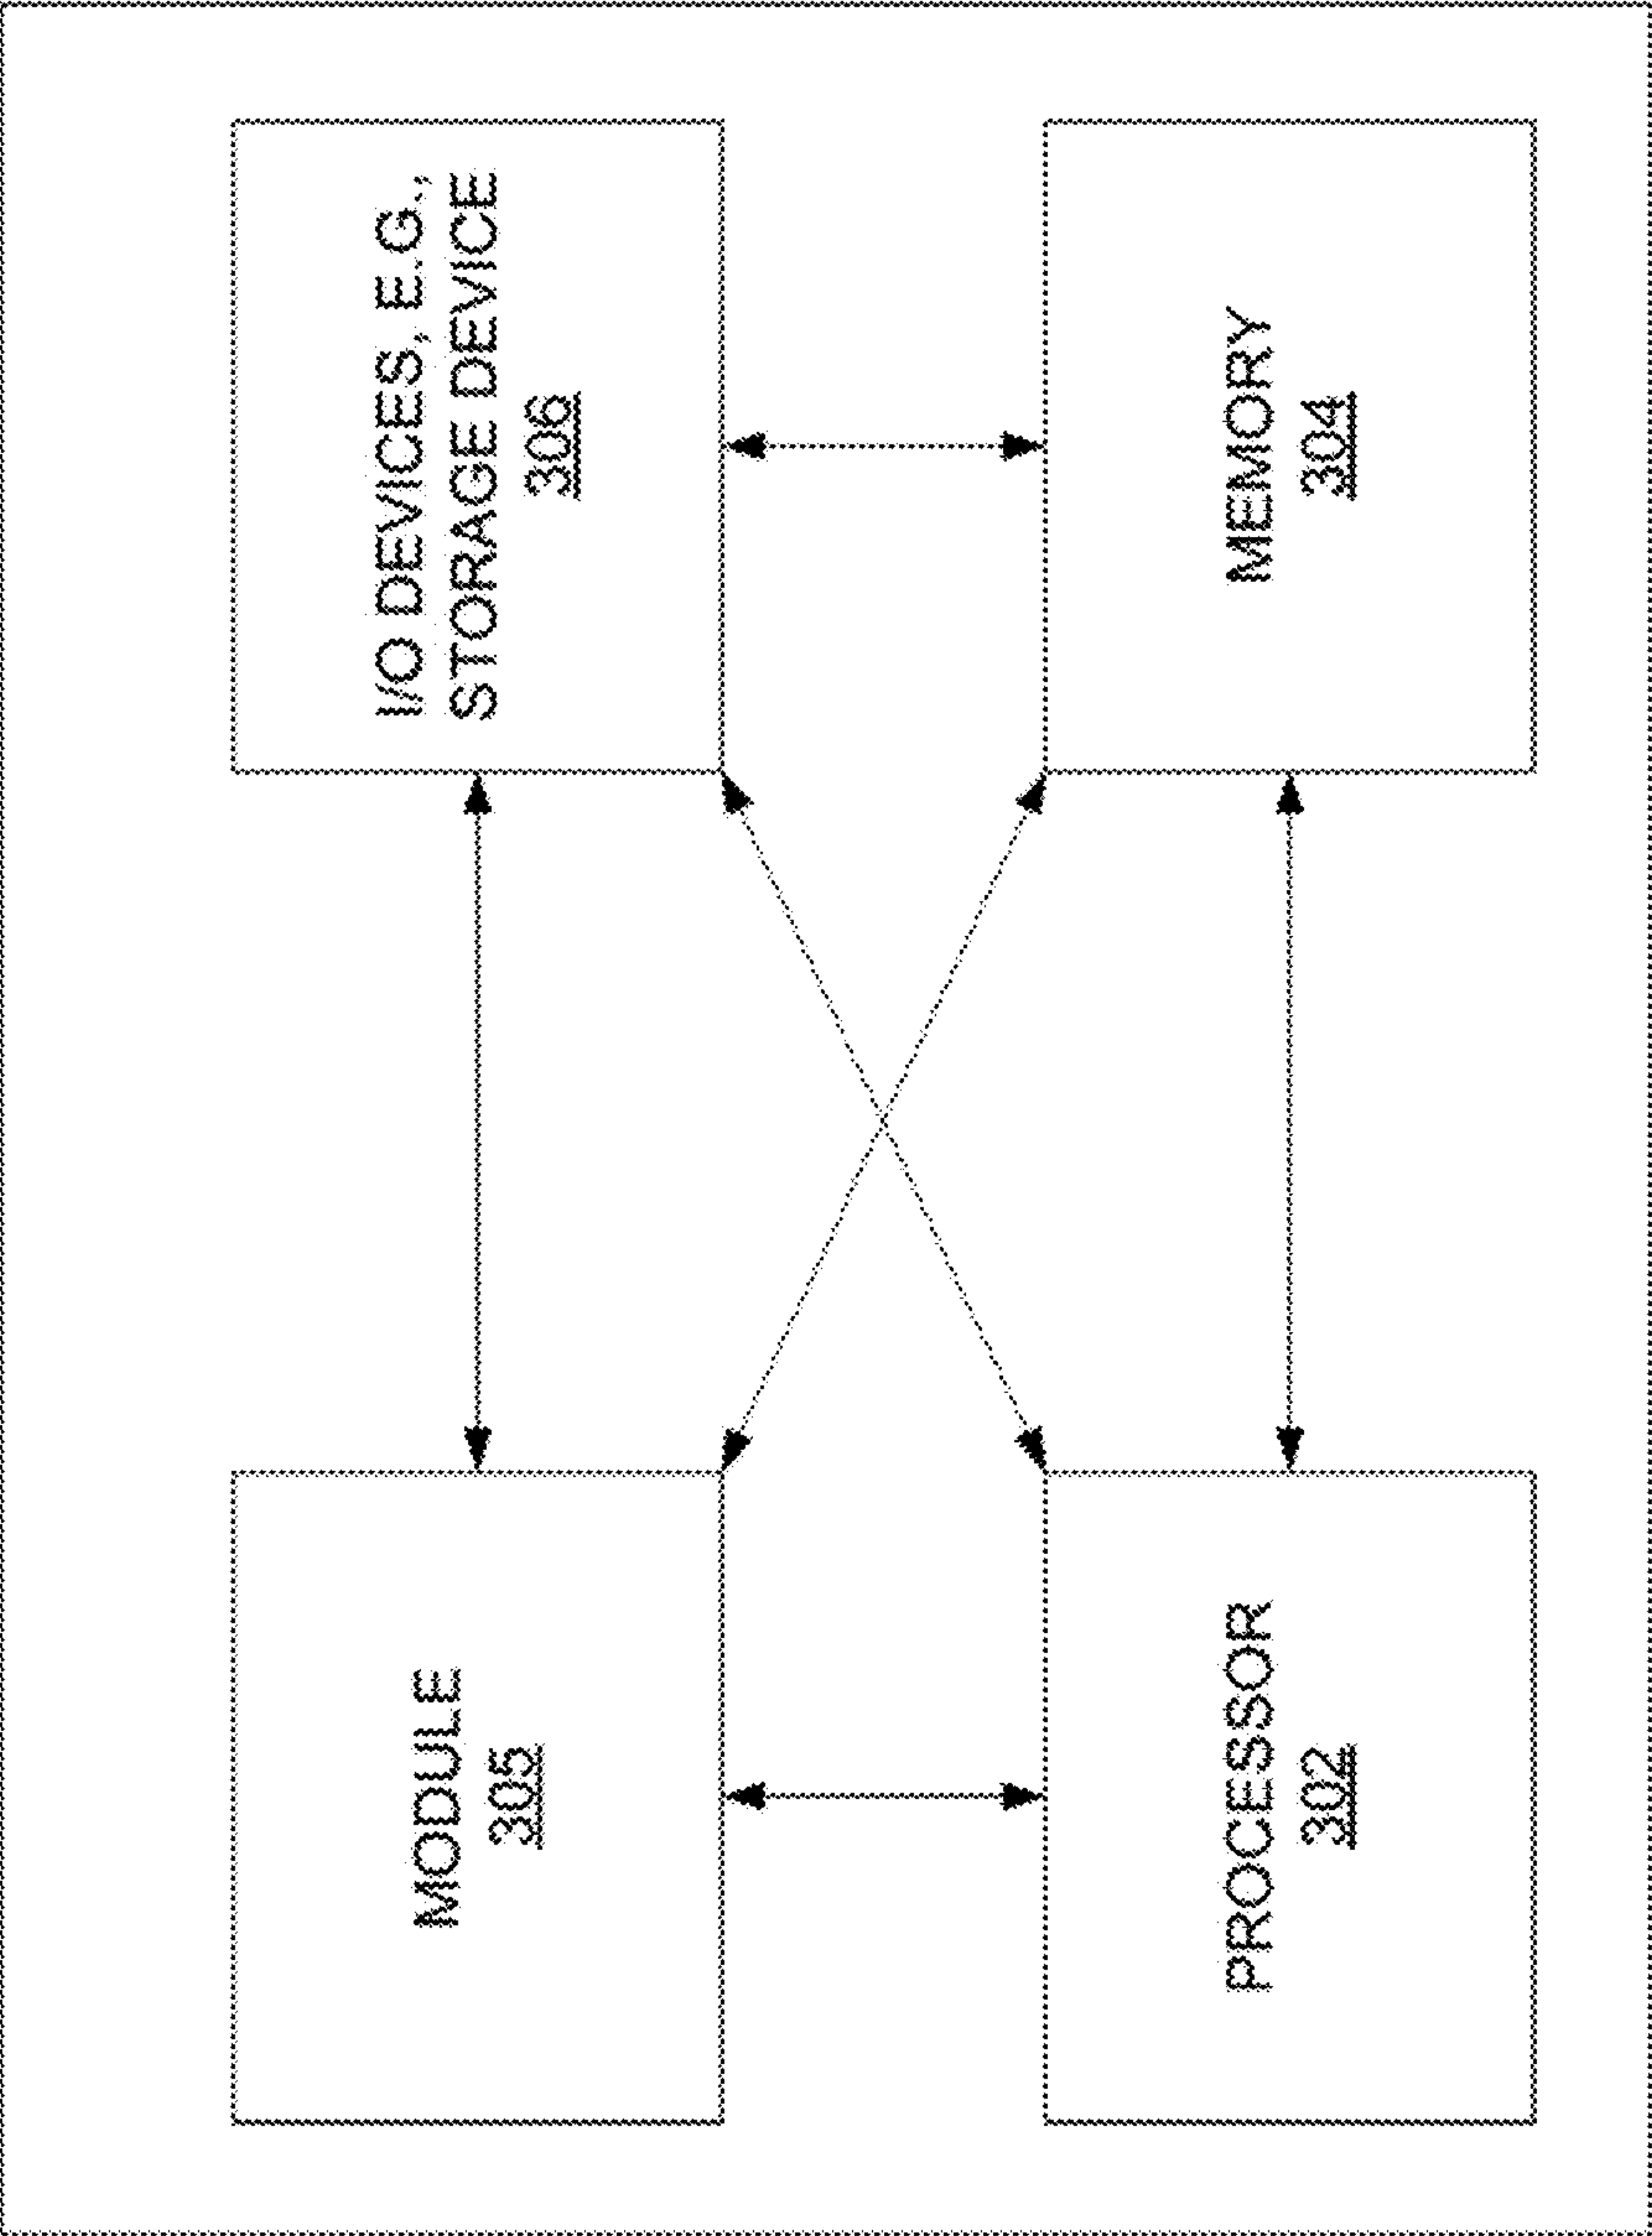 MODULE
305
I/O DEVICES, E.G.,
STORAGE DEVICE
306
PROCESSOR
302
MEMORY
304